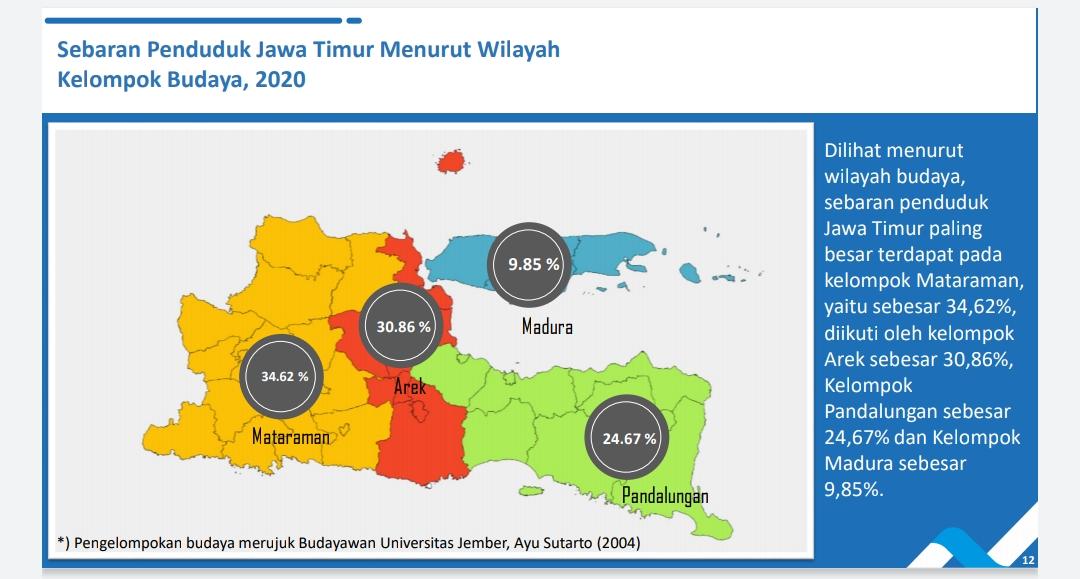 Sebaran Penduduk Jawa Timur Menurut Wilayah
Kelompok Budaya, 2020
9.85 %
Madura
30.86 %
Arek
34.62 %
Mataraman
24.67 %
Pandalungan
*) Pengelompokan budaya merujuk Budayawan Universitas Jember, Ayu Sutarto (2004)
Dilihat menurut
wilayah budaya,
sebaran penduduk
Jawa Timur paling
besar terdapat pada
kelompok Mataraman,
yaitu sebesar 34,62%,
diikuti oleh kelompok
Arek sebesar 30,86%,
Kelompok
Pandalungan sebesar
24,67% dan Kelompok
Madura sebesar
9,85%.
12